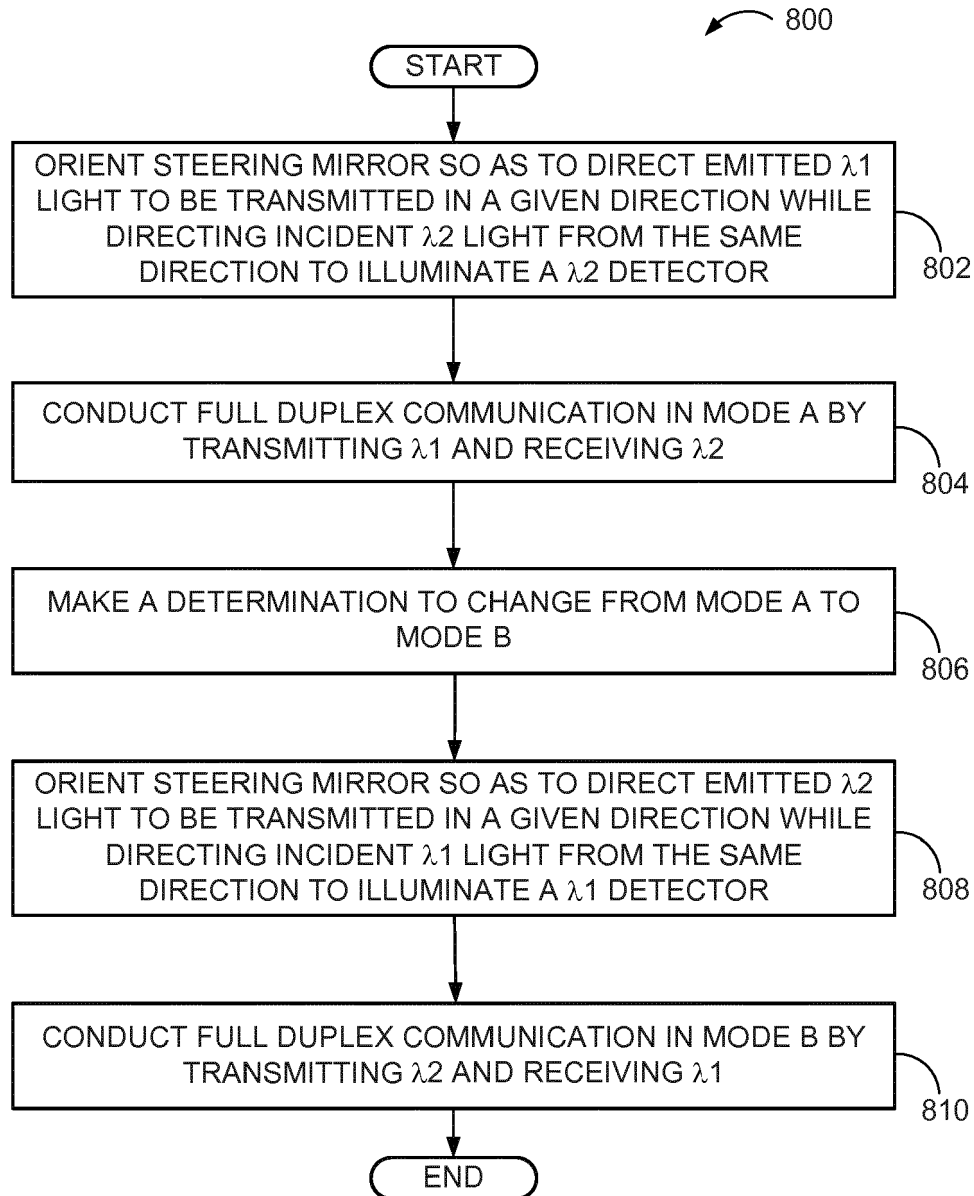 800
START
ORIENT STEERING MIRROR SO AS TO DIRECT EMITTED λ1
LIGHT TO BE TRANSMITTED IN A GIVEN DIRECTION WHILE
DIRECTING INCIDENT λ2 LIGHT FROM THE SAME
DIRECTION TO ILLUMINATE A λ2 DETECTOR
802
CONDUCT FULL DUPLEX COMMUNICATION IN MODE A BY
TRANSMITTING λ1 AND RECEIVING λ2
804
MAKE A DETERMINATION TO CHANGE FROM MODE A TO
MODE B
806
ORIENT STEERING MIRROR SO AS TO DIRECT EMITTED λ2
LIGHT TO BE TRANSMITTED IN A GIVEN DIRECTION WHILE
DIRECTING INCIDENT λ1 LIGHT FROM THE SAME
DIRECTION TO ILLUMINATE A λ1 DETECTOR
808
CONDUCT FULL DUPLEX COMMUNICATION IN MODE B BY
TRANSMITTING λ2 AND RECEIVING λ1
810
END